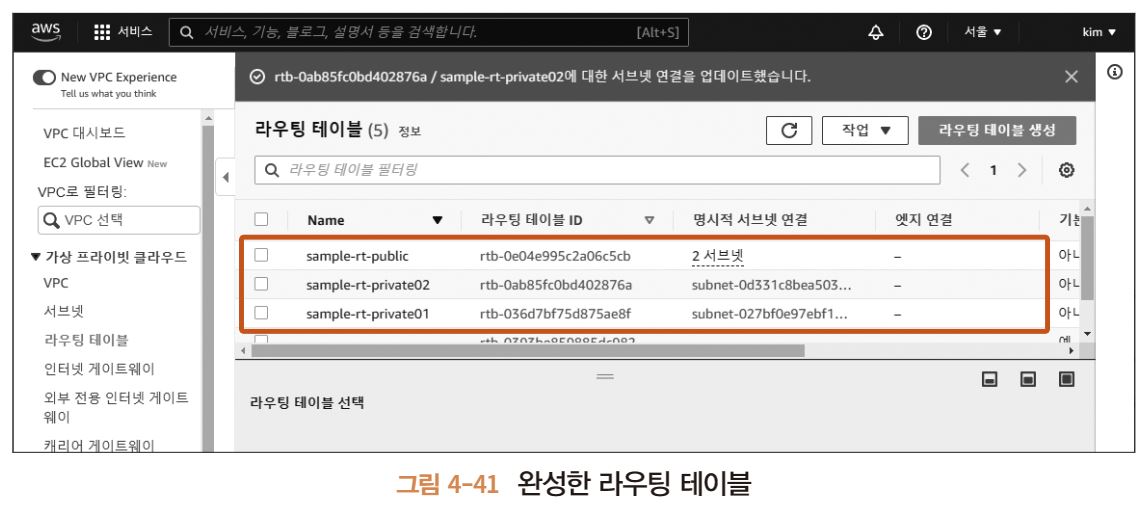 aws 서비스 서비스, 기능, 블로그, 설명서 등을 검색합니다. [Alt+S] 서울 ▼ kim ▼
New VPC Experience
Tell us what you think
VPC 대시보드
EC2 Global View New
VPC로 필터링:
VPC 선택
▼ 가상 프라이빗 클라우드
VPC
서브넷
라우팅 테이블
인터넷 게이트웨이
외부 전용 인터넷 게이트
웨이
캐리어 게이트웨이
rtb-0ab85fc0bd402876a / sample-rt-private02에 대한 서브넷 연결을 업데이트했습니다.
라우팅 테이블 (5) 정보
작업 ▼ 라우팅 테이블 생성
라우팅 테이블 필터링
1
Name 라우팅 테이블 ID 명시적 서브넷 연결 엣지 연결
sample-rt-public rtb-0e04e995c2a06c5cb 2 서브넷 –
sample-rt-private02 rtb-0ab85fc0bd402876a subnet-0d331c8bea503... –
sample-rt-private01 rtb-036d7bf75d875ae8f subnet-027bf0e97ebf1... –
라우팅 테이블 선택
그림 4-41 완성한 라우팅 테이블